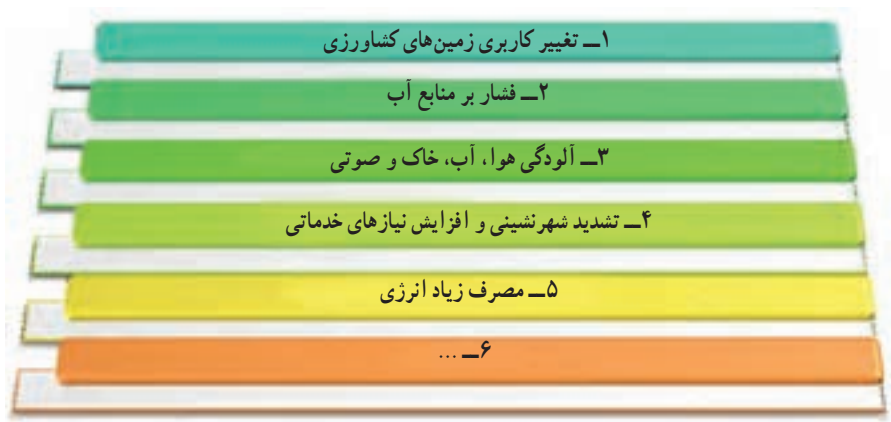 ۱ــ تغییر کاربری زمین‌های کشاورزی
۲ــ فشار بر منابع آب
۳ــ آلودگی هوا، آب، خاک و صوتی
۴ــ تشدید شهرنشینی و افزایش نیازهای خدماتی
۵ــ مصرف زیاد انرژی
۶ــ ...